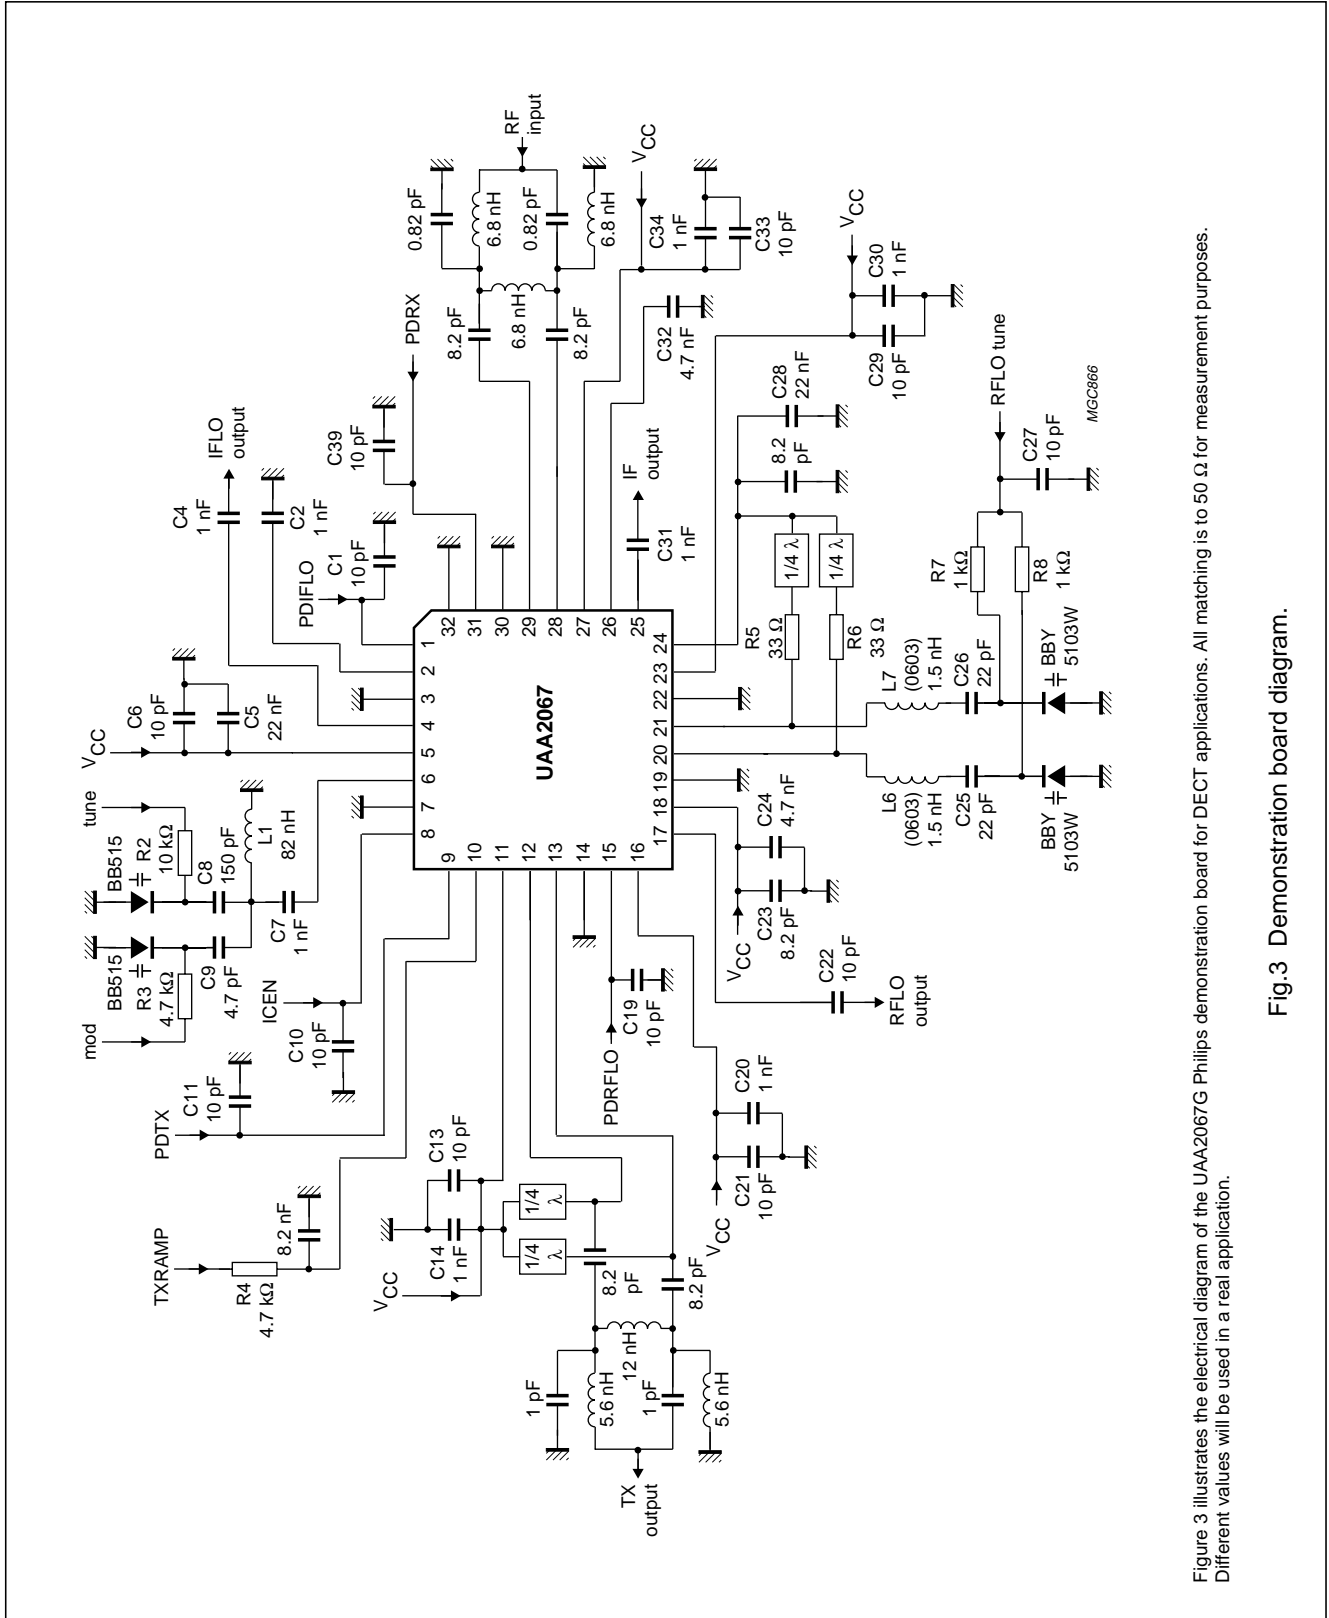 RF
input
0.82 pF
6.8 nH
0.82 pF
6.8 nH
8.2 pF
6.8 nH
8.2 pF
VCC
C34
1 nF
C33
10 pF
C32
4.7 nF
VCC
C30
1 nF
C29
10 pF
PDRX
C39
10 pF
IFLO
output
C4
1 nF
C2
1 nF
C1
10 pF
PDIFLO
IF
output
C31
1 nF
C28
22 nF
8.2
pF
1/4 λ
1/4 λ
R5
33 Ω
R6
33 Ω
RFLO tune
C27
10 pF
MGC866
R7
1 kΩ
R8
1 kΩ
L7
(0603)
1.5 nH
C26
22 pF
BBY
5103W
L6
(0603)
1.5 nH
C25
22 pF
BBY
5103W
32
31
30
29
28
27
26
25
1
2
3
4
5
6
7
8
UAA2067
24
23
22
21
20
19
18
17
9
10
11
12
13
14
15
16
VCC
C6
10 pF
C5
22 nF
tune
BB515
R2
10 kΩ
C8
150 pF
L1
82 nH
C7
1 nF
BB515
R3
4.7 kΩ
C9
4.7 pF
mod
ICEN
C10
10 pF
PDTX
C11
10 pF
TXRAMP
R4
4.7 kΩ
8.2 nF
C13
10 pF
C14
1 nF
VCC
1/4
λ
1/4
λ
8.2
pF
8.2 pF
12 nH
1 pF
5.6 nH
1 pF
5.6 nH
TX
output
PDRFLO
C19
10 pF
C20
1 nF
C21
10 pF
VCC
C24
4.7 nF
C23
8.2 pF
VCC
C22
10 pF
RFLO
output
Figure 3 illustrates the electrical diagram of the UAA2067G Philips demonstration board for DECT applications. All matching is to 50 Ω for measurement purposes.
Different values will be used in a real application.
Fig.3 Demonstration board diagram.